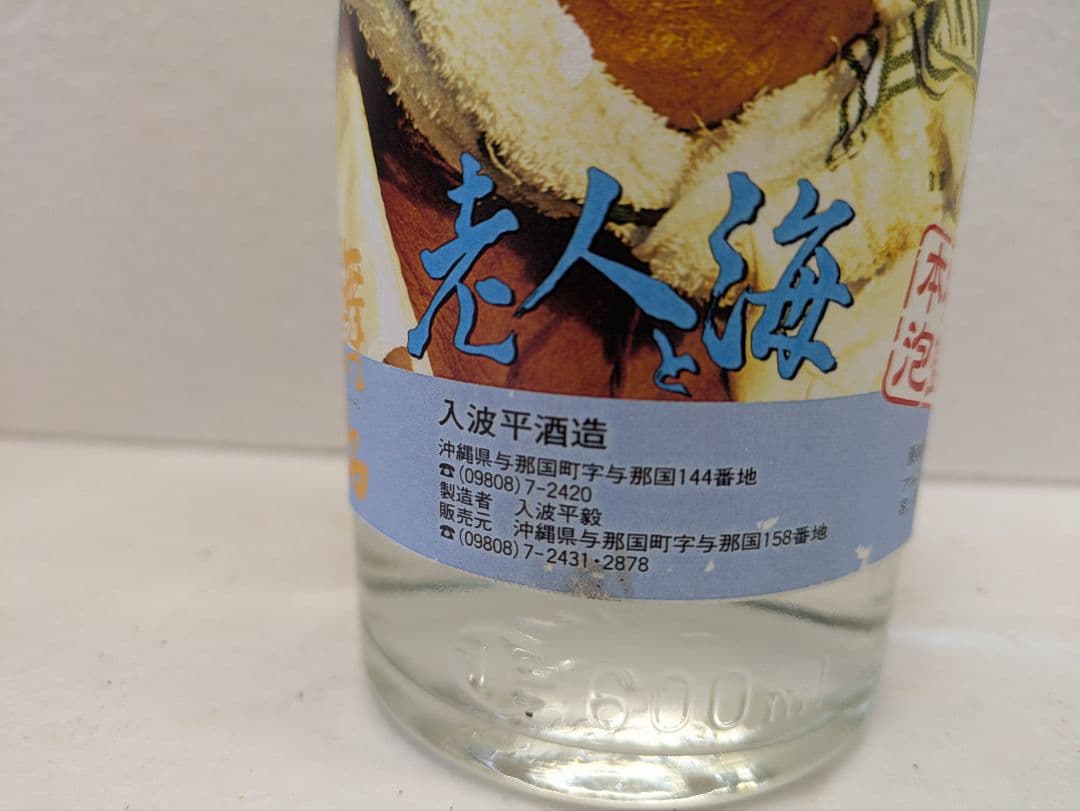 老人と海
入波平酒造
沖縄県与那国町字与那国144番地
☎(09808)7-2420
製造者 入波平毅
販売元 沖縄県与那国町字与那国158番地
☎(09808)7-2431・2878
600ml
本
泡